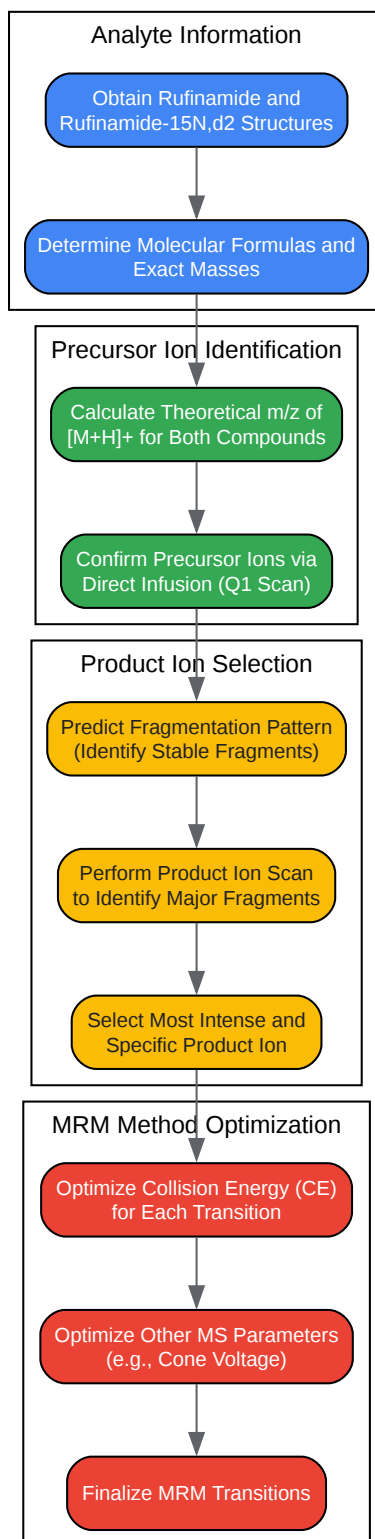 Analyte Information
Obtain Rufinamide and
Rufinamide-15N,d2 Structures
Determine Molecular Formulas and
Exact Masses
Precursor Ion Identification
Calculate Theoretical m/z of
[M+H]+ for Both Compounds
Confirm Precursor Ions via
Direct Infusion (Q1 Scan)
Product Ion Selection
Predict Fragmentation Pattern
(Identify Stable Fragments)
Perform Product Ion Scan
to Identify Major Fragments
Select Most Intense and
Specific Product Ion
MRM Method Optimization
Optimize Collision Energy (CE)
for Each Transition
Optimize Other MS Parameters
(e.g., Cone Voltage)
Finalize MRM Transitions